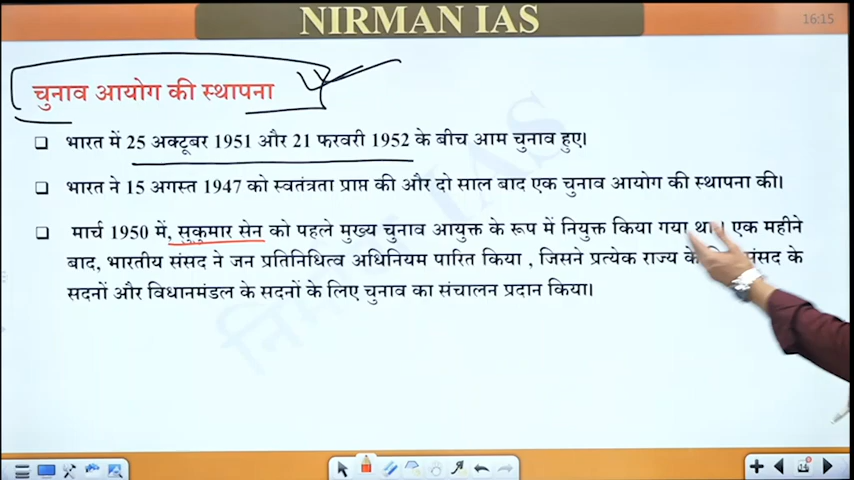 NIRMAN IAS
16:15
चुनाव आयोग की स्थापना
भारत में 25 अक्टूबर 1951 और 21 फरवरी 1952 के बीच आम चुनाव हुए।
भारत ने 15 अगस्त 1947 को स्वतंत्रता प्राप्त की और दो साल बाद एक चुनाव आयोग की स्थापना की।
मार्च 1950 में, सुकुमार सेन को पहले मुख्य चुनाव आयुक्त के रूप में नियुक्त किया गया था। एक महीने
बाद, भारतीय संसद ने जन प्रतिनिधित्व अधिनियम पारित किया , जिसने प्रत्येक राज्य के संसद के
सदनों और विधानमंडल के सदनों के लिए चुनाव का संचालन प्रदान किया।